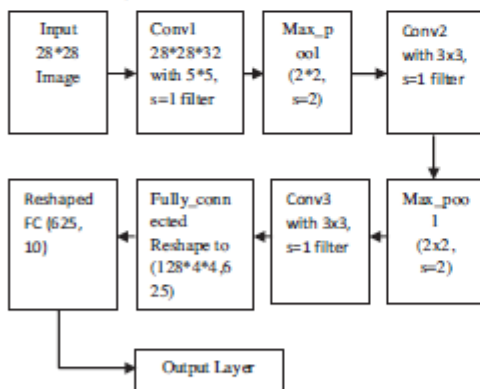 Input
28*28
Image
Conv1
28*28*32
with 5*5,
s=1 filter
Max_p
ool
(2*2,
s=2)
Conv2
with 3x3,
s=1 filter
Max_poo
l
(2x2,
s=2)
Conv3
with 3x3,
s=1 filter
Fully_conn
ected
Reshape to
(128*4*4,6
25)
Reshaped
FC (625,
10)
Output Layer